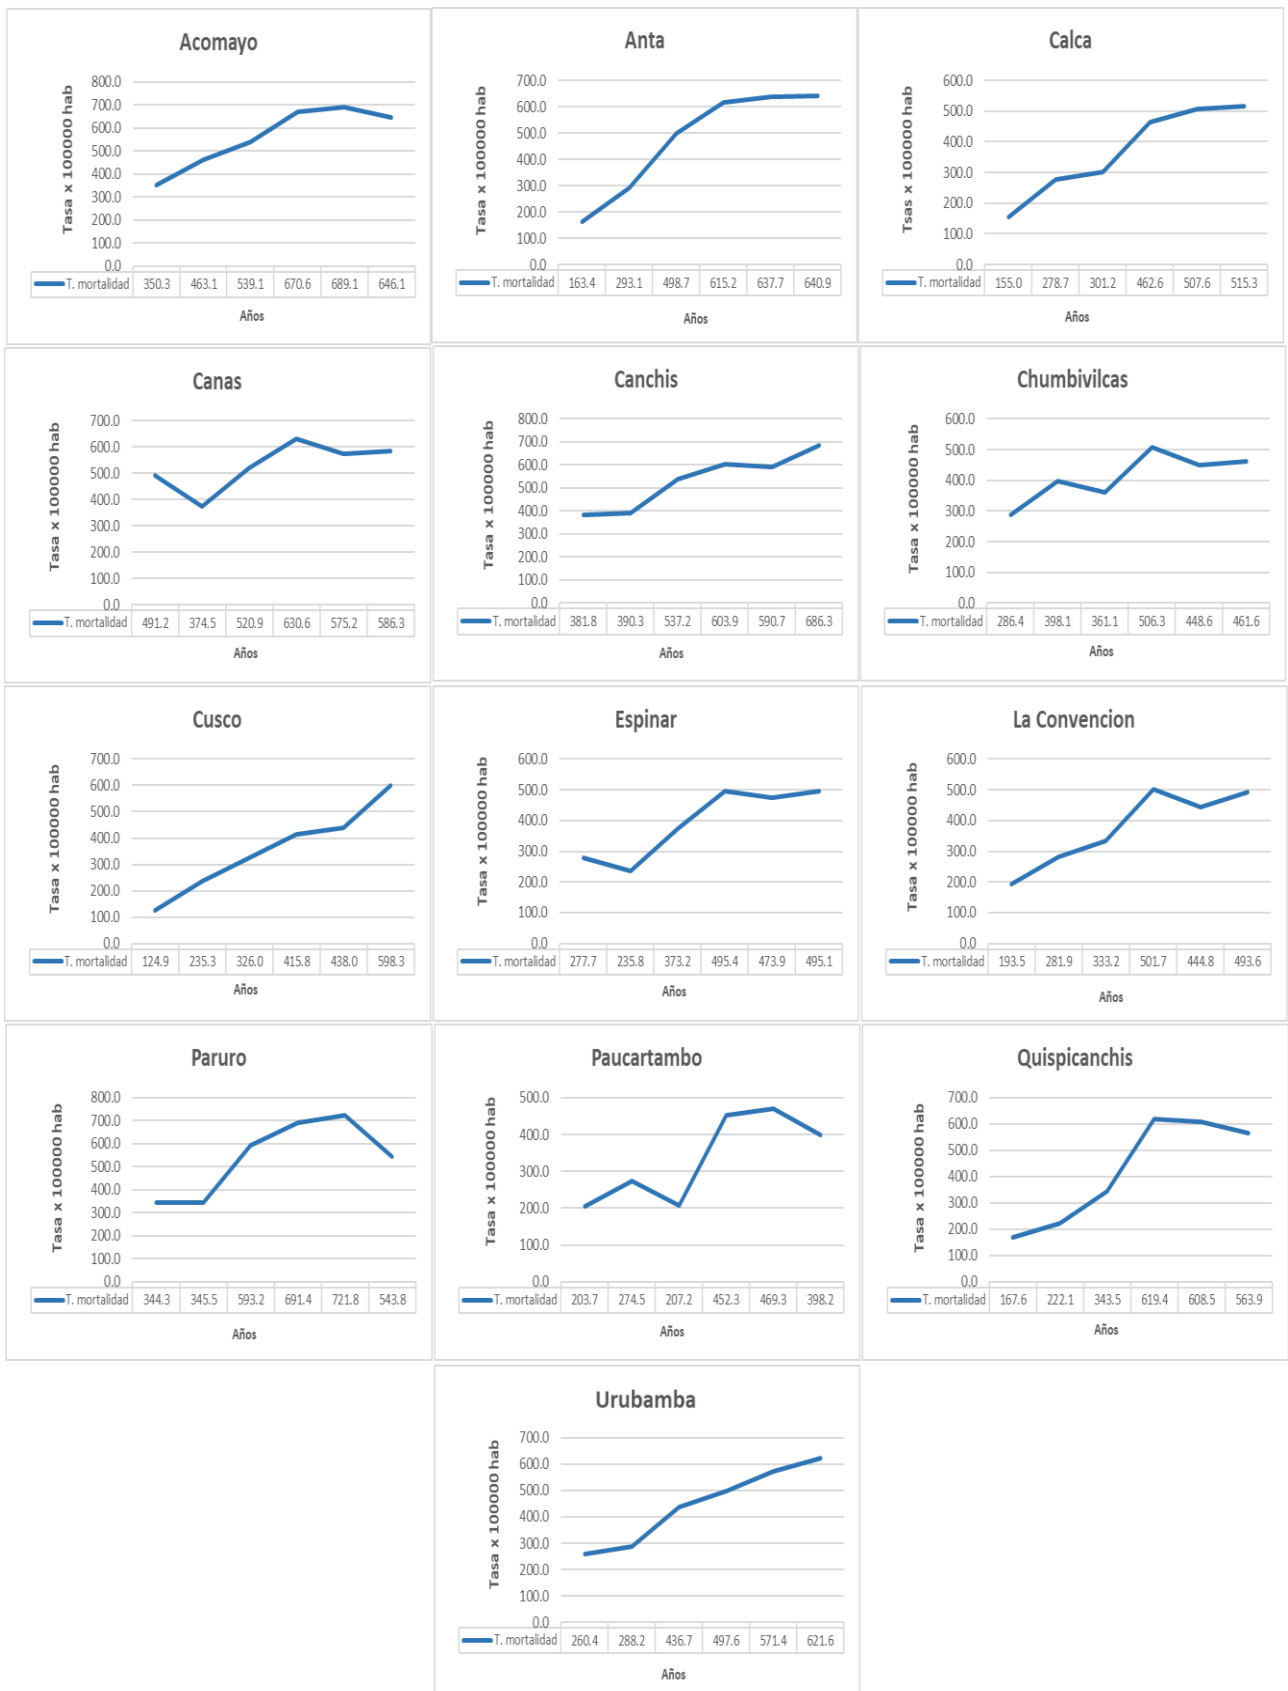 Acomayo
Tasa x 100000 hab
800.0
700.0
600.0
500.0
400.0
300.0
200.0
100.0
0.0
T. mortalidad 350.3 463.1 539.1 670.6 689.1 646.1
Años
Anta
Tasa x 100000 hab
700.0
600.0
500.0
400.0
300.0
200.0
100.0
0.0
T. mortalidad 163.4 293.1 498.7 615.2 637.7 640.9
Años
Calca
Tsas x 100000 hab
600.0
500.0
400.0
300.0
200.0
100.0
0.0
T. mortalidad 155.0 278.7 301.2 462.6 507.6 515.3
Años
Canas
Tasa x 100000 hab
700.0
600.0
500.0
400.0
300.0
200.0
100.0
0.0
T. mortalidad 491.2 374.5 520.9 630.6 575.2 586.3
Años
Canchis
Tasa x 100000 hab
800.0
700.0
600.0
500.0
400.0
300.0
200.0
100.0
0.0
T. mortalidad 381.8 390.3 537.2 603.9 590.7 686.3
Años
Chumbivilcas
Tasa x 100000 hab
600.0
500.0
400.0
300.0
200.0
100.0
0.0
T. mortalidad 286.4 398.1 361.1 506.3 448.6 461.6
Años
Cusco
Tasa x 100000 hab
700.0
600.0
500.0
400.0
300.0
200.0
100.0
0.0
T. mortalidad 124.9 235.3 326.0 415.8 438.0 598.3
Años
Espinar
Tasa x 100000 hab
600.0
500.0
400.0
300.0
200.0
100.0
0.0
T. mortalidad 277.7 235.8 373.2 495.4 473.9 495.1
Años
La Convencion
Tasa x 100000 hab
600.0
500.0
400.0
300.0
200.0
100.0
0.0
T. mortalidad 193.5 281.9 333.2 501.7 444.8 493.6
Años
Paruro
Tasa x 100000 hab
800.0
700.0
600.0
500.0
400.0
300.0
200.0
100.0
0.0
T. mortalidad 344.3 345.5 593.2 691.4 721.8 543.8
Años
Paucartambo
Tasa x 100000 hab
500.0
400.0
300.0
200.0
100.0
0.0
T. mortalidad 203.7 274.5 207.2 452.3 469.3 398.2
Años
Quispicanchis
Tasa x 100000 hab
700.0
600.0
500.0
400.0
300.0
200.0
100.0
0.0
T. mortalidad 167.6 222.1 343.5 619.4 608.5 563.9
Años
Urubamba
Tasa x 100000 hab
700.0
600.0
500.0
400.0
300.0
200.0
100.0
0.0
T. mortalidad 260.4 288.2 436.7 497.6 571.4 621.6
Años